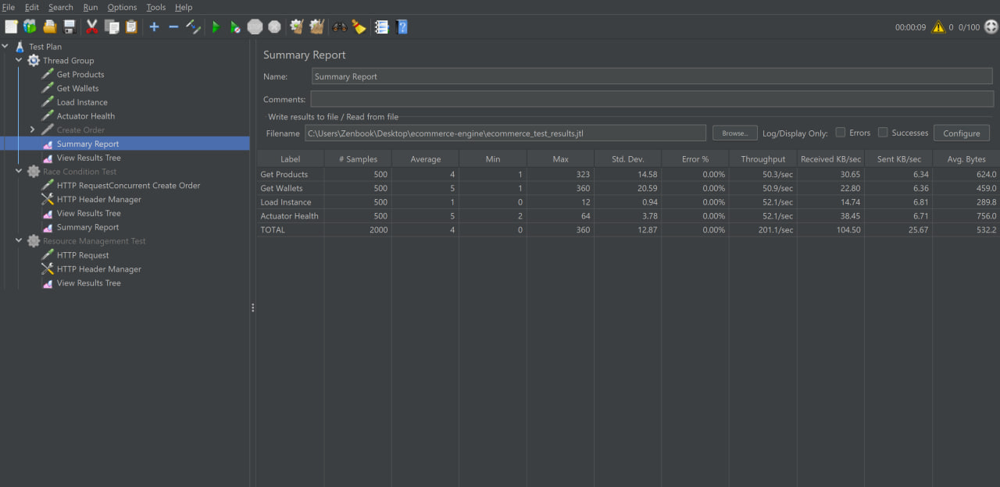 File Edit Search Run Options Tools Help
00:00:09 0 0/100
Test Plan
Thread Group
Get Products
Get Wallets
Load Instance
Actuator Health
Create Order
Summary Report
View Results Tree
Race Condition Test
HTTP RequestConcurrent Create Order
HTTP Header Manager
View Results Tree
Summary Report
Resource Management Test
HTTP Request
HTTP Header Manager
View Results Tree
Summary Report
Name: Summary Report
Comments:
Write results to file / Read from file
Filename C:\Users\Zenbook\Desktop\ecommerce-engine\ecommerce_test_results.jtl Browse... Log/Display Only: Errors Successes Configure
Label # Samples Average Min Max Std. Dev. Error % Throughput Received KB/sec Sent KB/sec Avg. Bytes
Get Products 500 4 1 323 14.58 0.00% 50.3/sec 30.65 6.34 624.0
Get Wallets 500 5 1 360 20.59 0.00% 50.9/sec 22.80 6.36 459.0
Load Instance 500 1 0 12 0.94 0.00% 52.1/sec 14.74 6.81 289.8
Actuator Health 500 5 2 64 3.78 0.00% 52.1/sec 38.45 6.71 756.0
TOTAL 2000 4 0 360 12.87 0.00% 201.1/sec 104.50 25.67 532.2